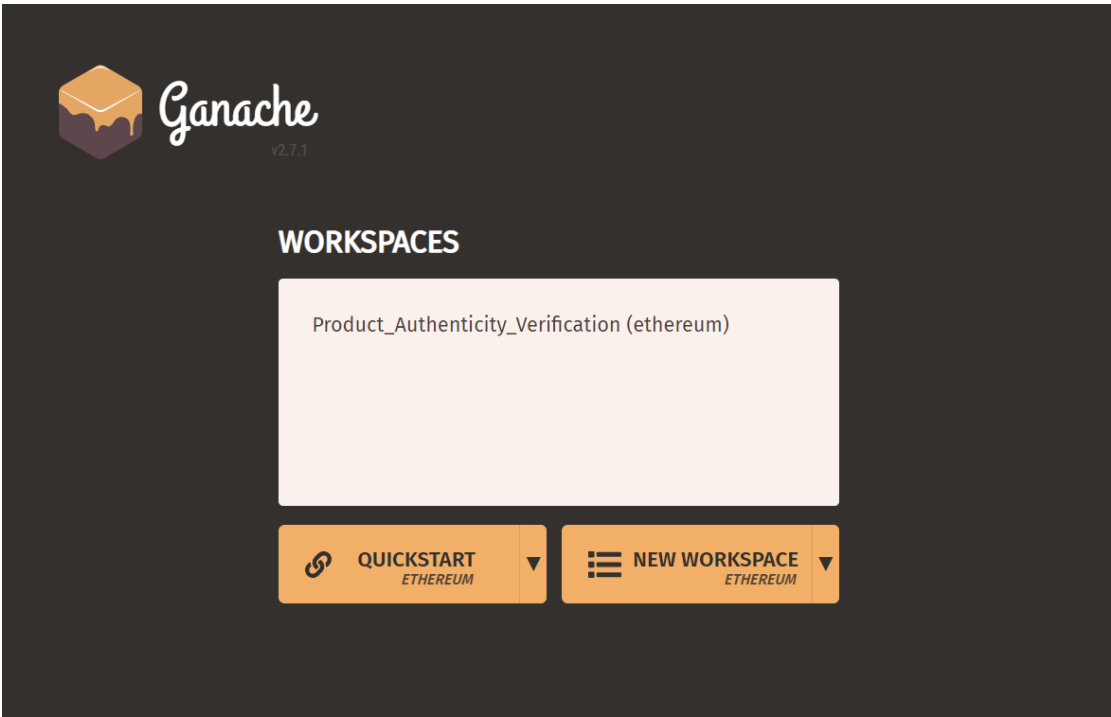 Ganache
v2.7.1
WORKSPACES
Product_Authenticity_Verification (ethereum)
QUICKSTART
ETHEREUM
NEW WORKSPACE
ETHEREUM